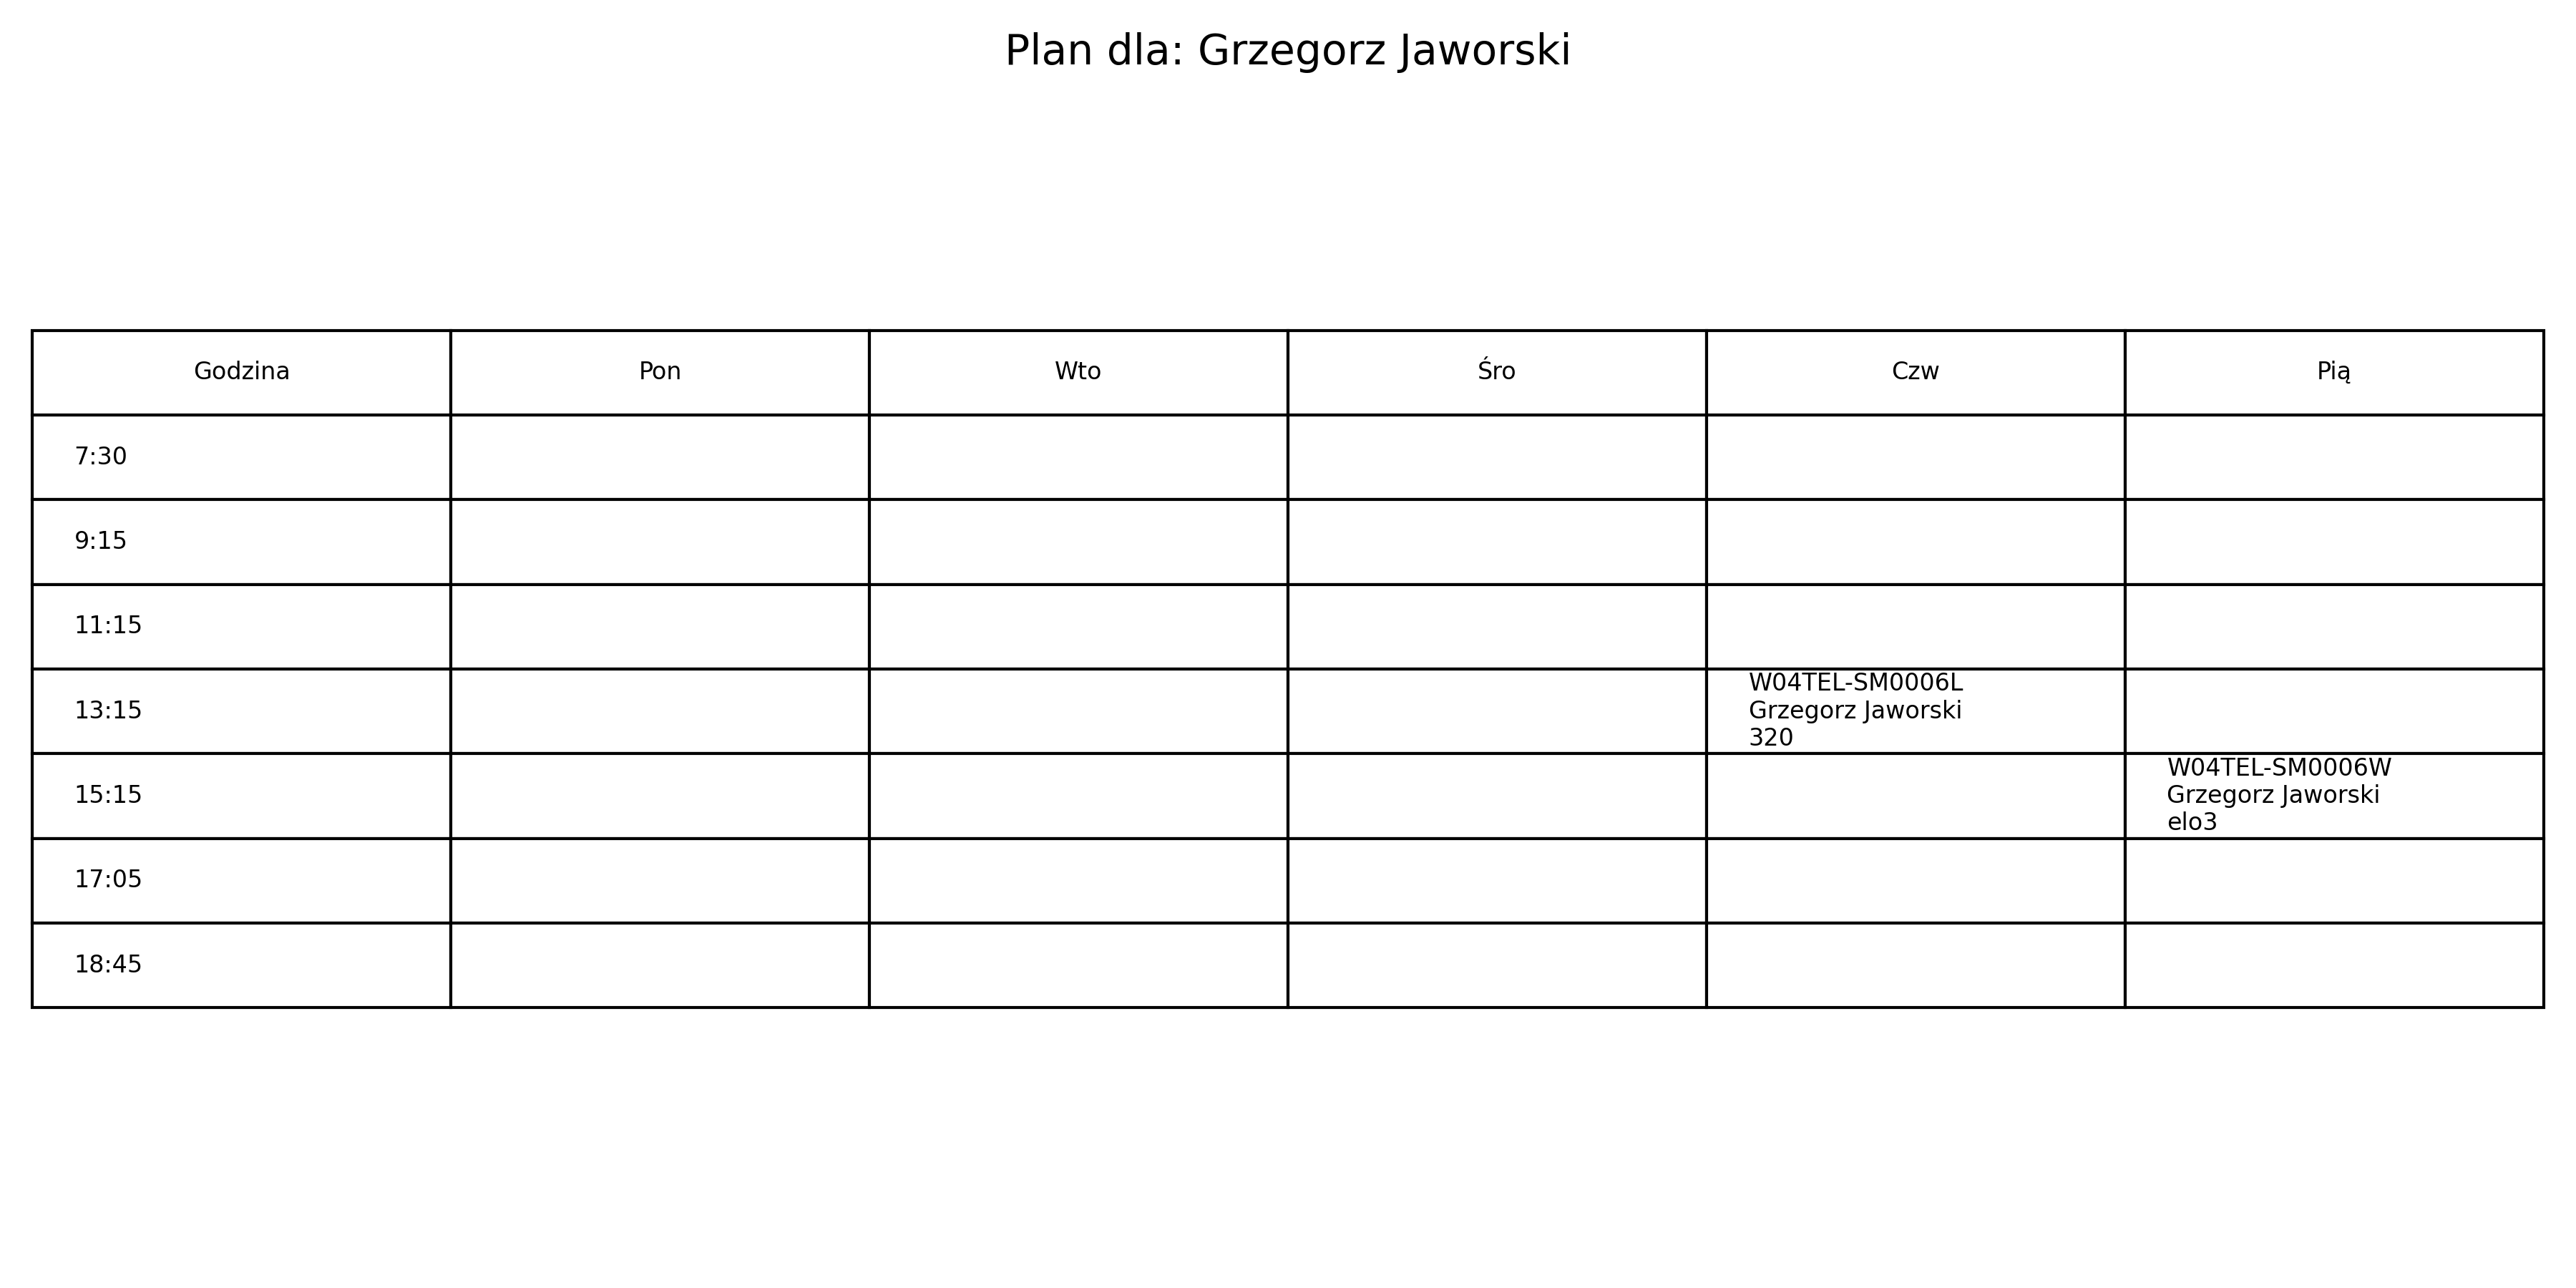 Plan dla: Grzegorz Jaworski
Godzina Pon Wto Śro Czw Pią
7:30
9:15
11:15
13:15
W04TEL-SM0006L
Grzegorz Jaworski
320
15:15
W04TEL-SM0006W
Grzegorz Jaworski
elo3
17:05
18:45